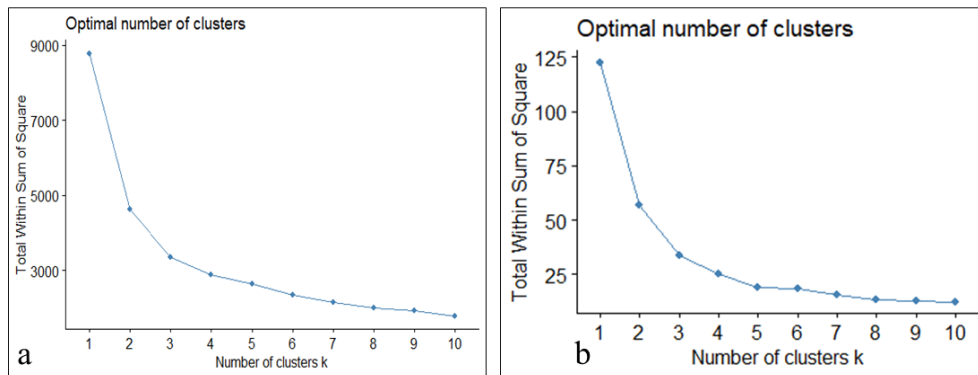 Optimal number of clusters
Total Within Sum of Square
9000
7000
5000
3000
1 2 3 4 5 6 7 8 9 10
Number of clusters k
a
Optimal number of clusters
Total Within Sum of Square
125
100
75
50
25
1 2 3 4 5 6 7 8 9 10
Number of clusters k
b